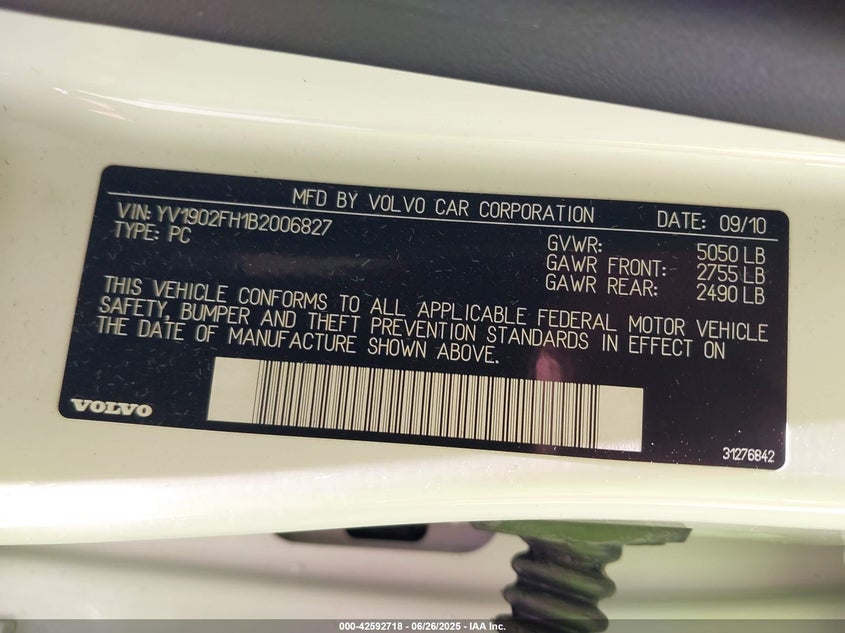 MFD BY VOLVO CAR CORPORATION DATE: 09/10
VIN: YV1902FH1B2006827
TYPE: PC
GVWR: 5050 LB
GAWR FRONT: 2755 LB
GAWR REAR: 2490 LB
THIS VEHICLE CONFORMS TO ALL APPLICABLE FEDERAL MOTOR VEHICLE
SAFETY, BUMPER AND THEFT PREVENTION STANDARDS IN EFFECT ON
THE DATE OF MANUFACTURE SHOWN ABOVE.
VOLVO
31276842
000-42592718 - 06/26/2025 - IAA Inc.